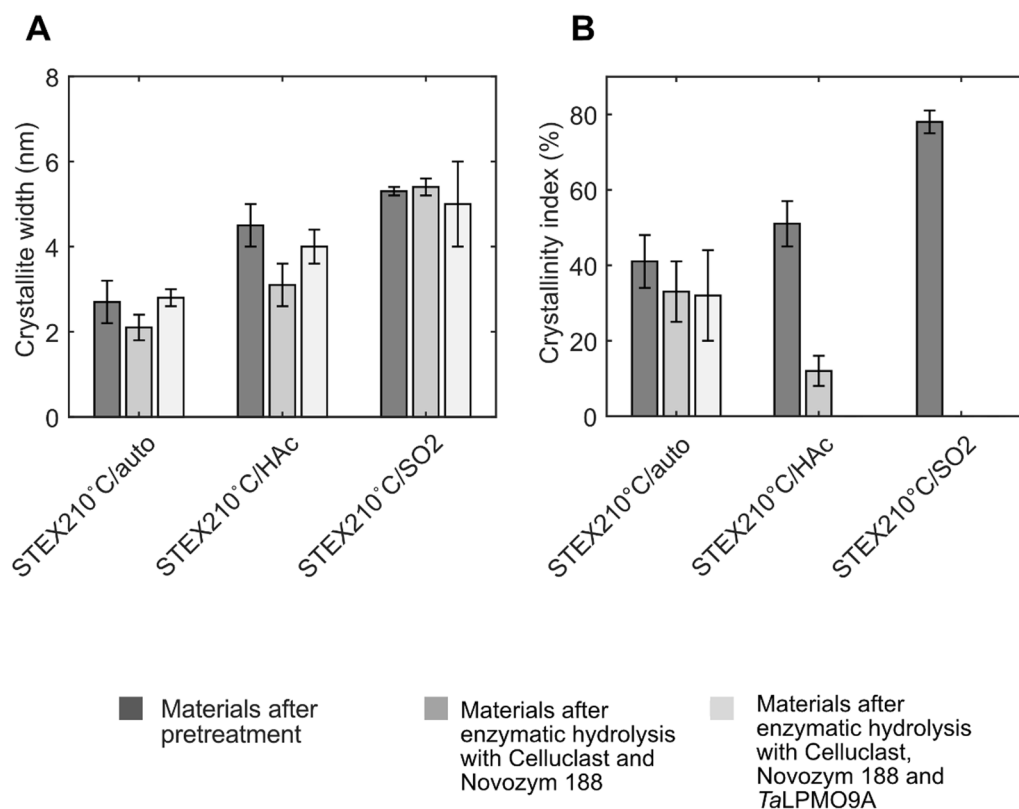 A
B
8
6
4
2
0
Crystallite width (nm)
STEX210°C/auto
STEX210°C/HAc
STEX210°C/SO2
80
60
40
20
0
Crystallinity index (%)
STEX210°C/auto
STEX210°C/HAc
STEX210°C/SO2
Materials after
pretreatment
Materials after
enzymatic hydrolysis
with Celluclast and
Novozym 188
Materials after
enzymatic hydrolysis
with Celluclast,
Novozym 188 and
TaLPMO9A